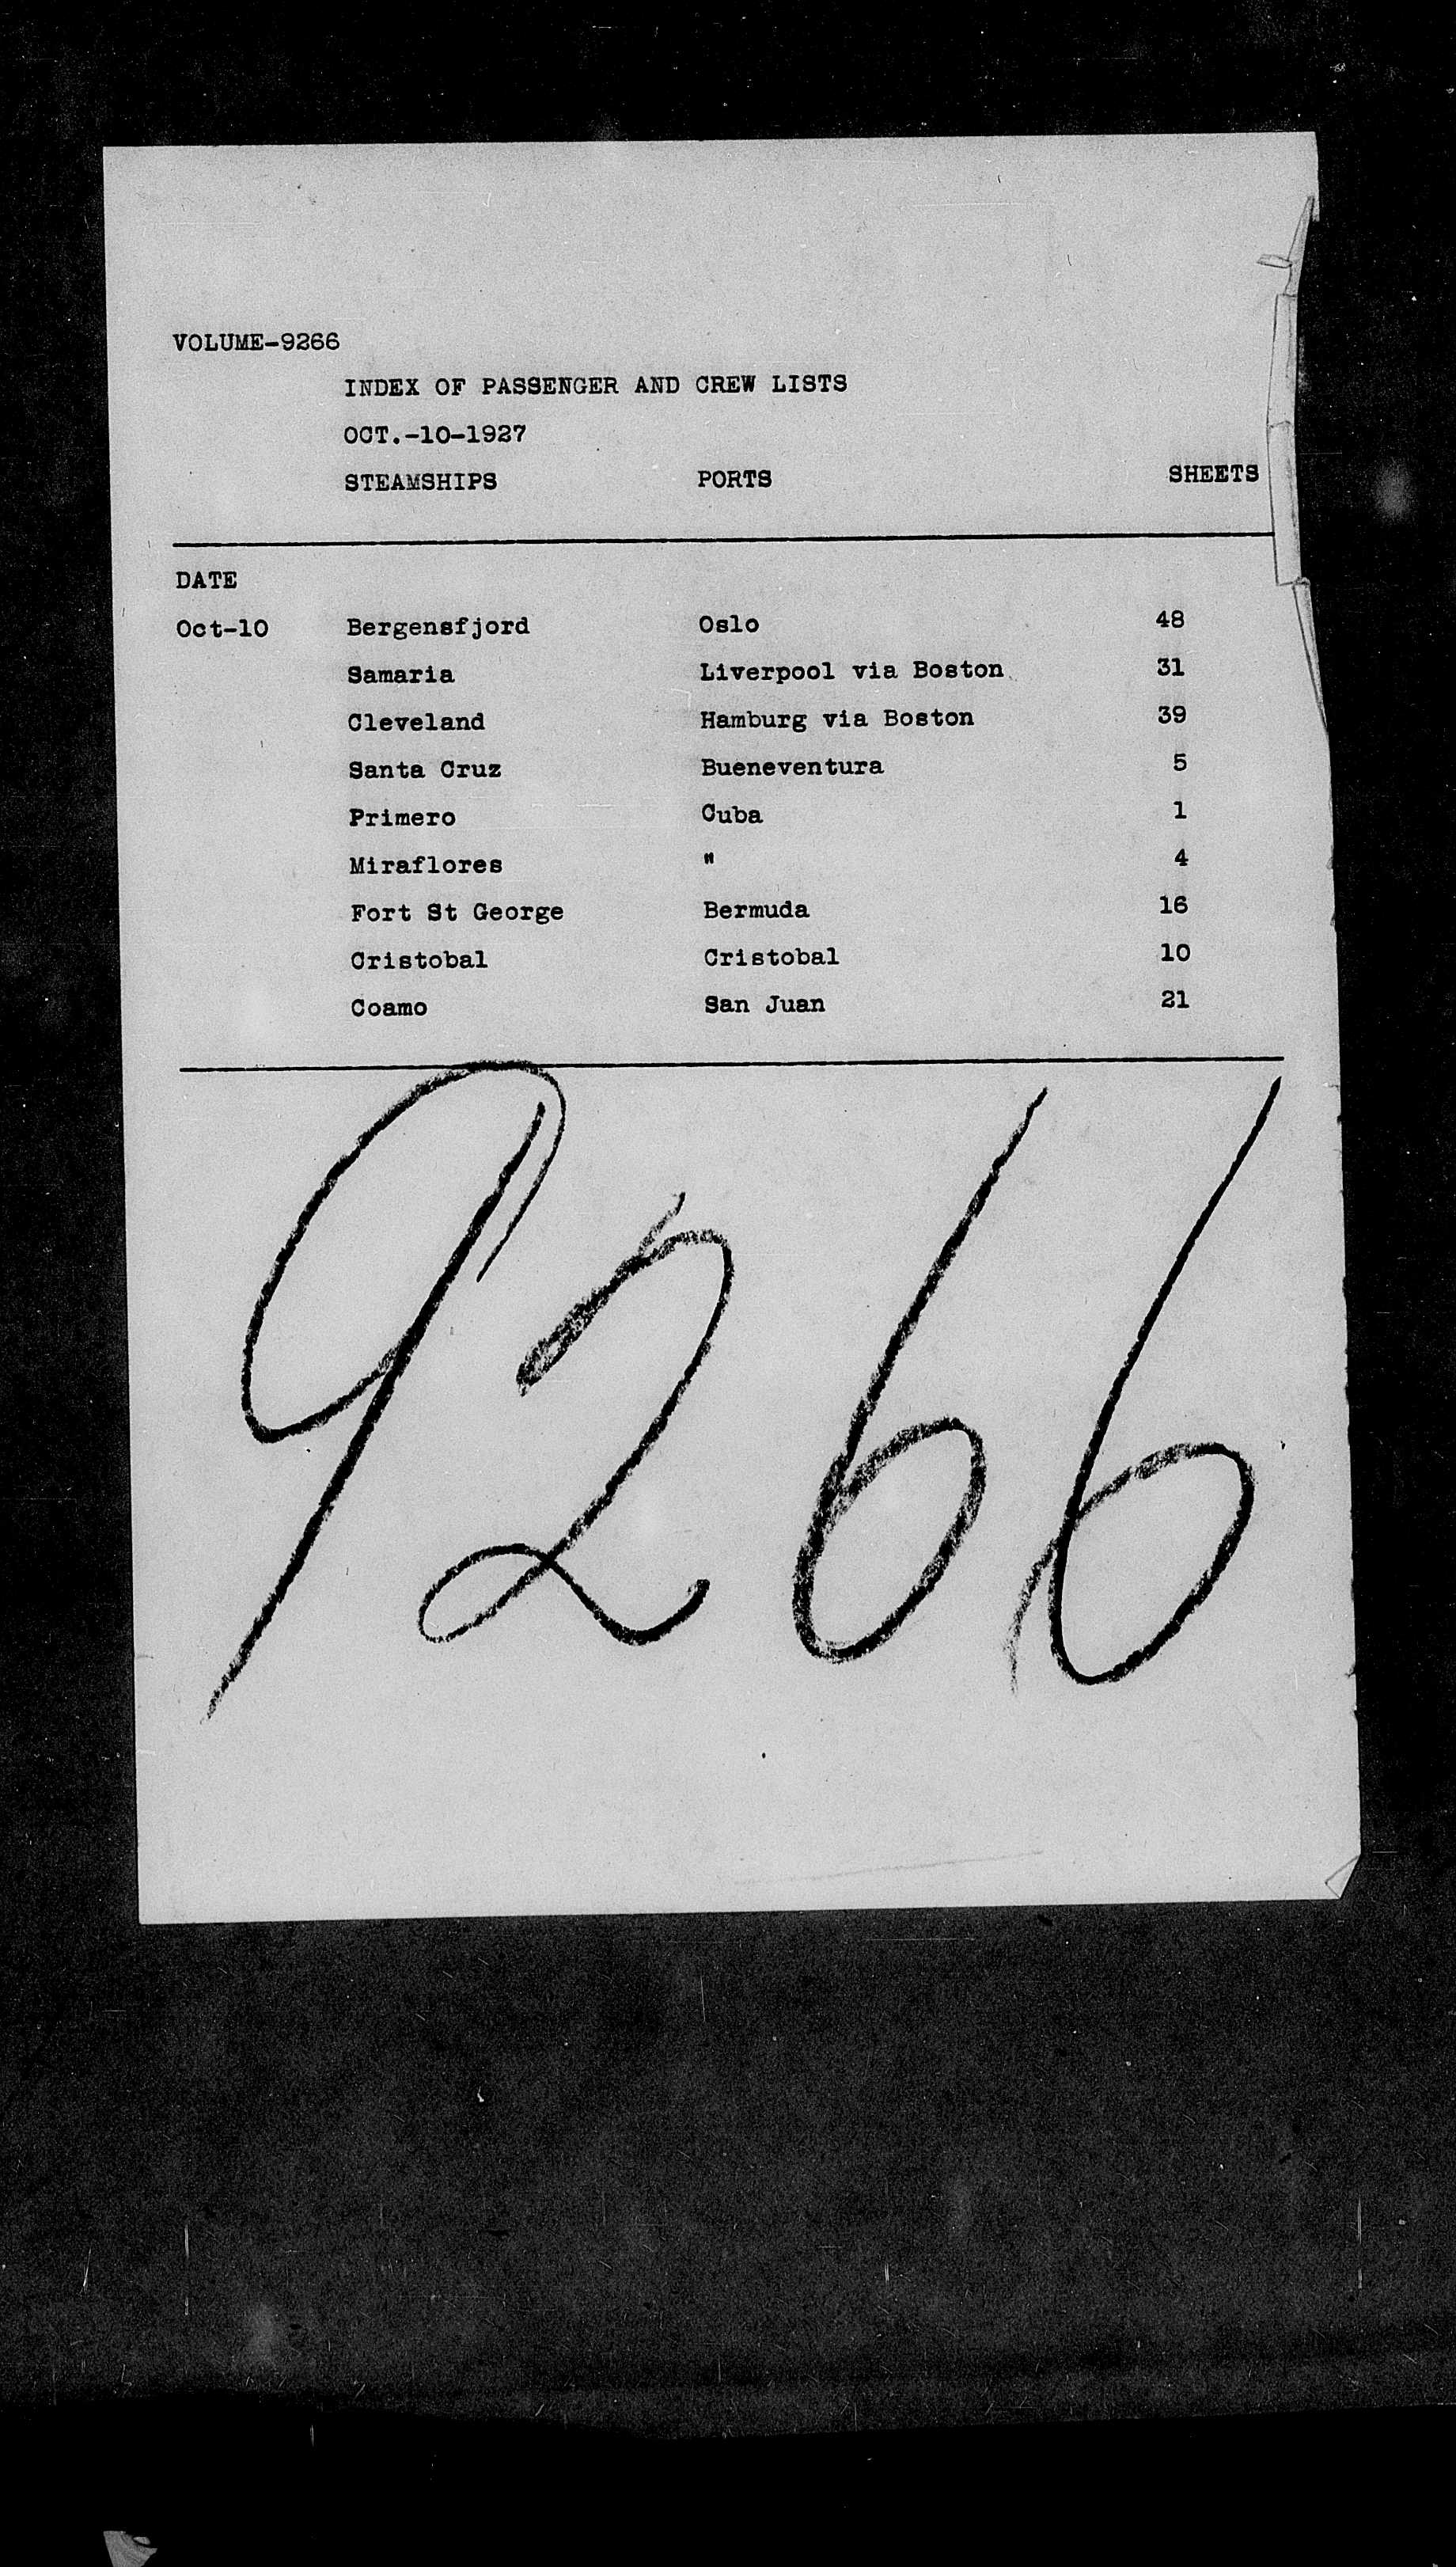 VOLUME-9266
INDEX OF PASSENGER AND CREW LISTS
OCT.-10-1927
STEAMSHIPS PORTS SHEETS
DATE
Oct-10 Bergensfjord Oslo 48
Samaria Liverpool via Boston 31
Cleveland Hamburg via Boston 39
Santa Cruz Bueneventura 5
Primero Cuba 1
Miraflores " 4
Fort St George Bermuda 16
Cristobal Cristobal 10
Coamo San Juan 21
9266